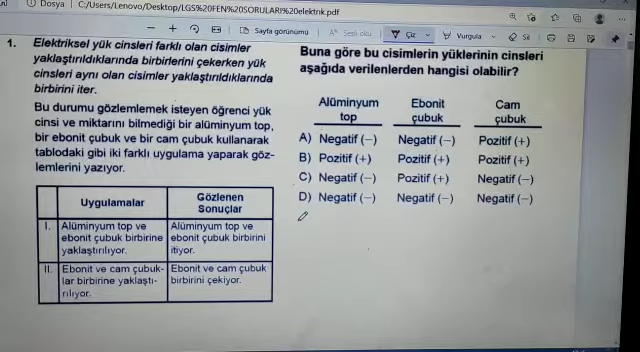 Dosya
C:/Users/Lenovo/Desktop/LGS%20FEN%20SORULARI%20elektrık.pdf
Sayfa görünümü
Sesli oku
Çiz
Vurgula
Sil
1. Elektriksel yük cinsleri farklı olan cisimler
yaklaştırıldıklarında birbirlerini çekerken yük
cinsleri aynı olan cisimler yaklaştırıldıklarında
birbirini iter.
Bu durumu gözlemlemek isteyen öğrenci yük
cinsi ve miktarını bilmediği bir alüminyum top,
bir ebonit çubuk ve bir cam çubuk kullanarak
tablodaki gibi iki farklı uygulama yaparak göz-
lemlerini yazıyor.
Uygulamalar
Gözlenen
Sonuçlar
I. Alüminyum top ve
ebonit çubuk birbirine
yaklaştırılıyor.
Alüminyum top ve
ebonit çubuk birbirini
itiyor.
II. Ebonit ve cam çubuk-
lar birbirine yaklaştı-
rılıyor.
Ebonit ve cam çubuk
birbirini çekiyor.
Buna göre bu cisimlerin yüklerinin cinsleri
aşağıda verilenlerden hangisi olabilir?
Alüminyum
top
Ebonit
çubuk
Cam
çubuk
A) Negatif (−) Negatif (−) Pozitif (+)
B) Pozitif (+) Pozitif (+) Pozitif (+)
C) Negatif (−) Pozitif (+) Negatif (−)
D) Negatif (−) Negatif (−) Negatif (−)